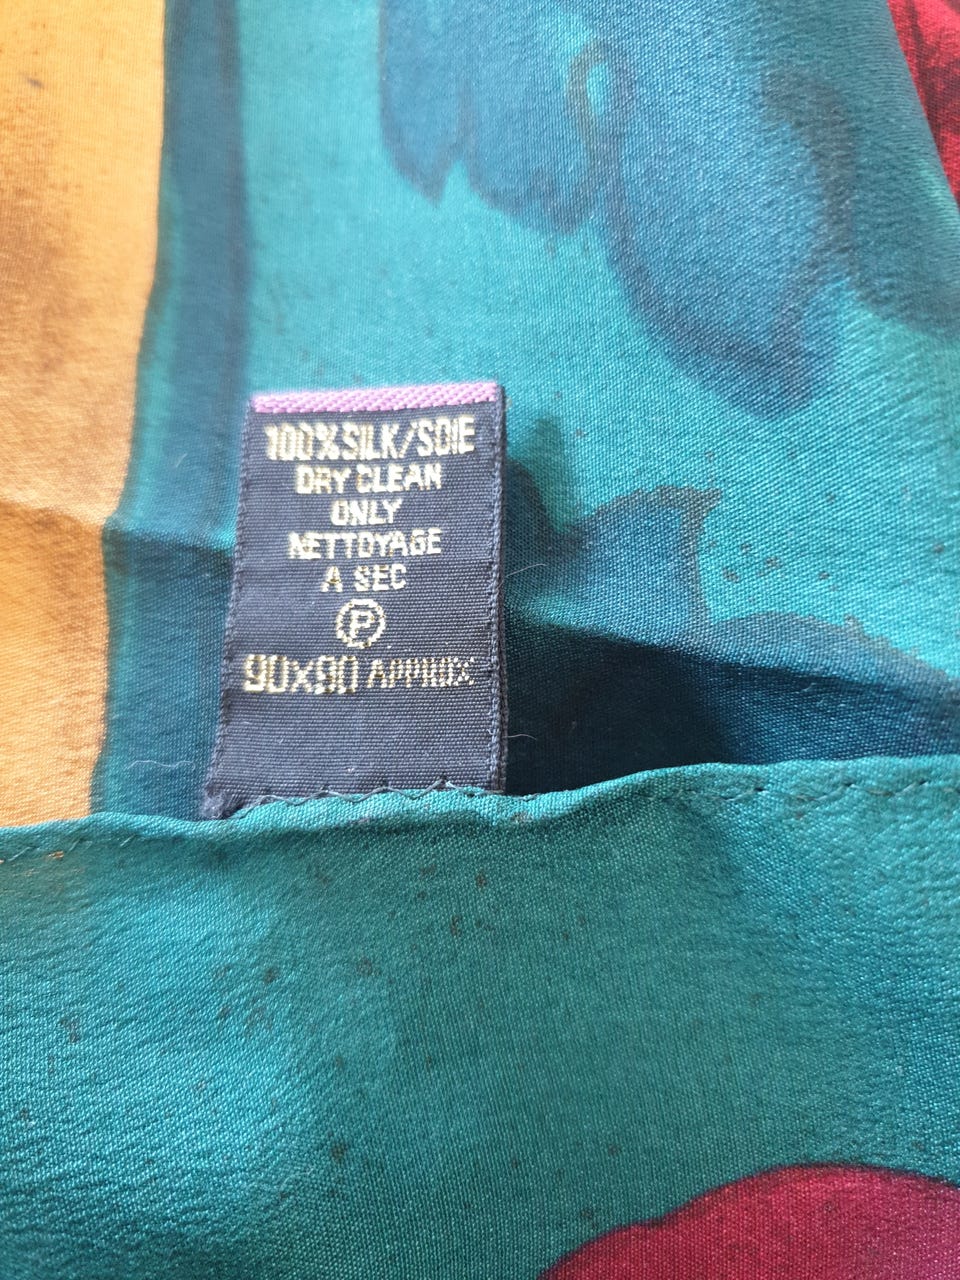 100% SILK/SOIE
DRY CLEAN
ONLY
NETTOYAGE
A SEC
Ⓟ
90x90 APPROX